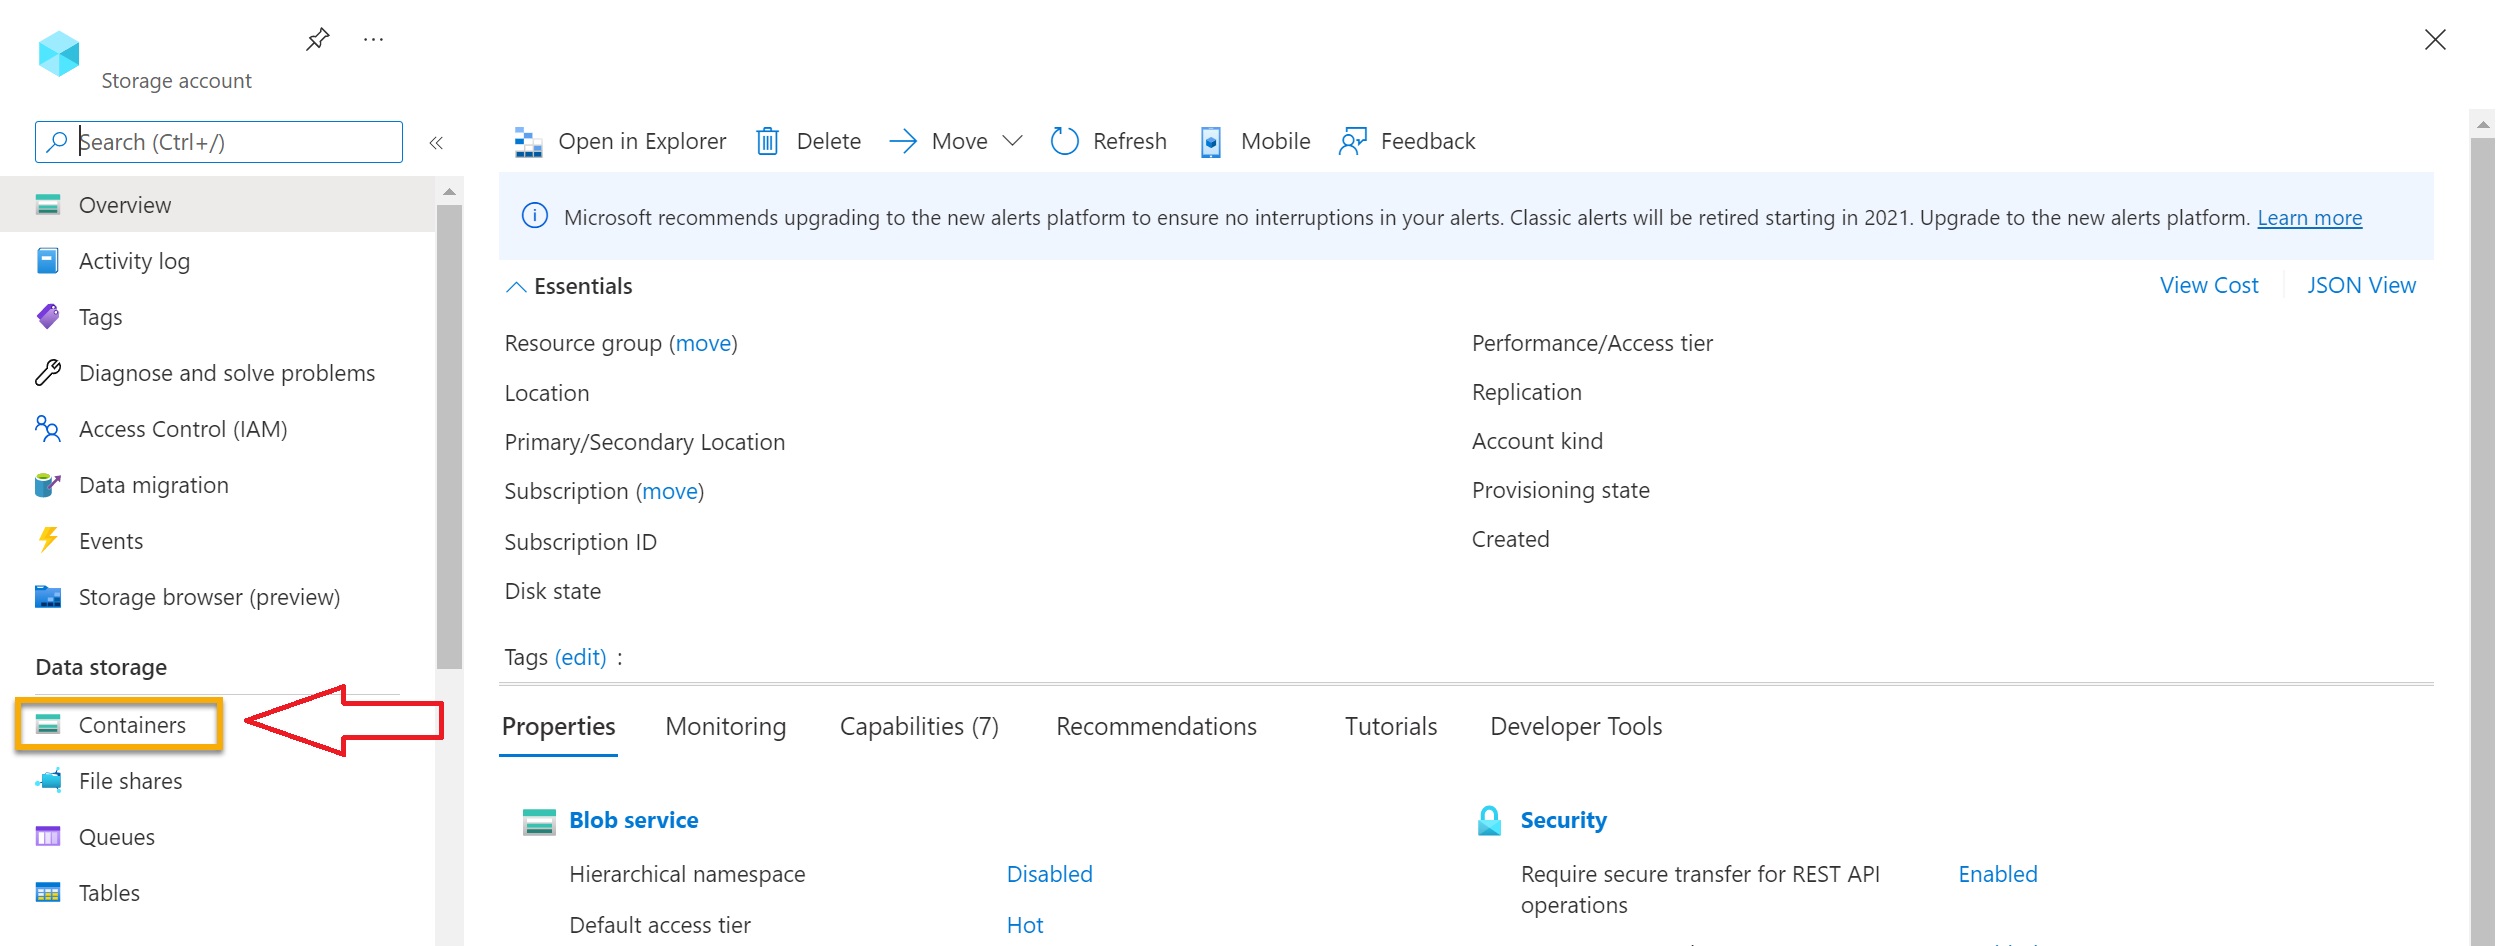 Storage account
Search (Ctrl+/)
Overview
Activity log
Tags
Diagnose and solve problems
Access Control (IAM)
Data migration
Events
Storage browser (preview)
Data storage
Containers
File shares
Queues
Tables
Open in Explorer
Delete
Move
Refresh
Mobile
Feedback
Microsoft recommends upgrading to the new alerts platform to ensure no interruptions in your alerts. Classic alerts will be retired starting in 2021. Upgrade to the new alerts platform. Learn more
Essentials
View Cost
JSON View
Resource group (move)
Location
Primary/Secondary Location
Subscription (move)
Subscription ID
Disk state
Performance/Access tier
Replication
Account kind
Provisioning state
Created
Tags (edit) :
Properties
Monitoring
Capabilities (7)
Recommendations
Tutorials
Developer Tools
Blob service
Hierarchical namespace Disabled
Default access tier Hot
Security
Require secure transfer for REST API Enabled
operations